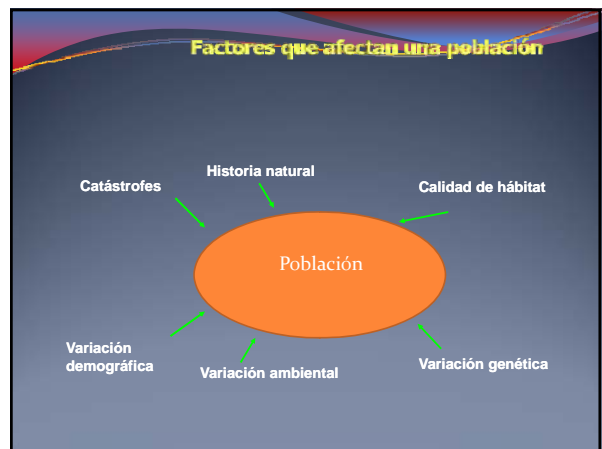 Factores que afectan una población
Historia natural
Catástrofes
Calidad de hábitat
Población
Variación
demográfica
Variación ambiental
Variación genética